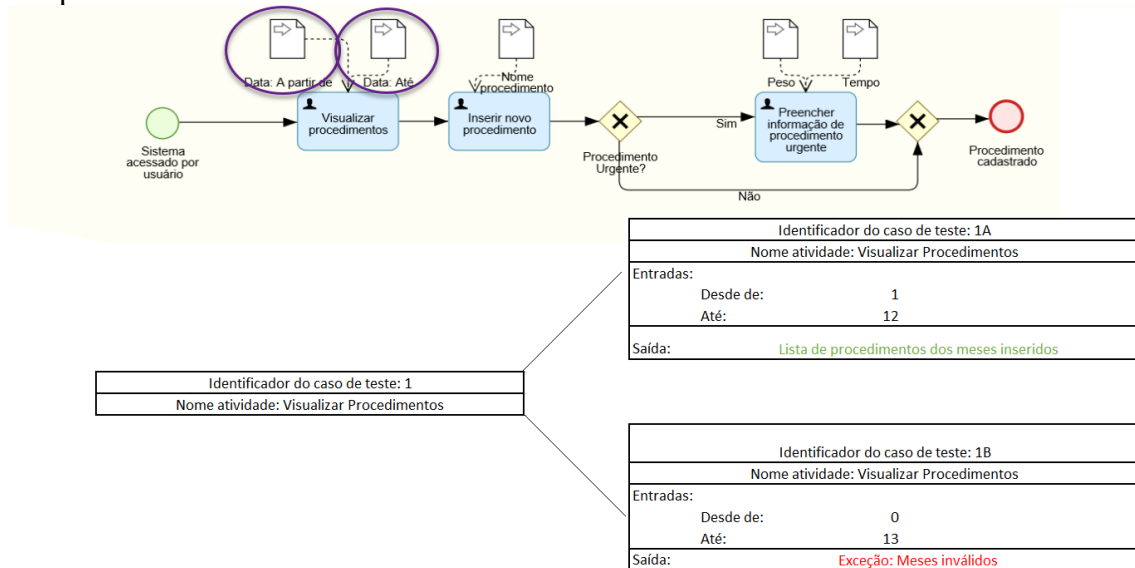 Data: A partir de
Data: Até
Nome
procedimento
Peso
Tempo
Sistema
acessado por
usuário
Visualizar
procedimentos
Inserir novo
procedimento
Procedimento
Urgente?
Sim
Não
Preencher
informação de
procedimento
urgente
Procedimento
cadastrado
Identificador do caso de teste: 1
Nome atividade: Visualizar Procedimentos
Identificador do caso de teste: 1A
Nome atividade: Visualizar Procedimentos
Entradas:
Desde de: 1
Até: 12
Saída: Lista de procedimentos dos meses inseridos
Identificador do caso de teste: 1B
Nome atividade: Visualizar Procedimentos
Entradas:
Desde de: 0
Até: 13
Saída: Exceção: Meses inválidos